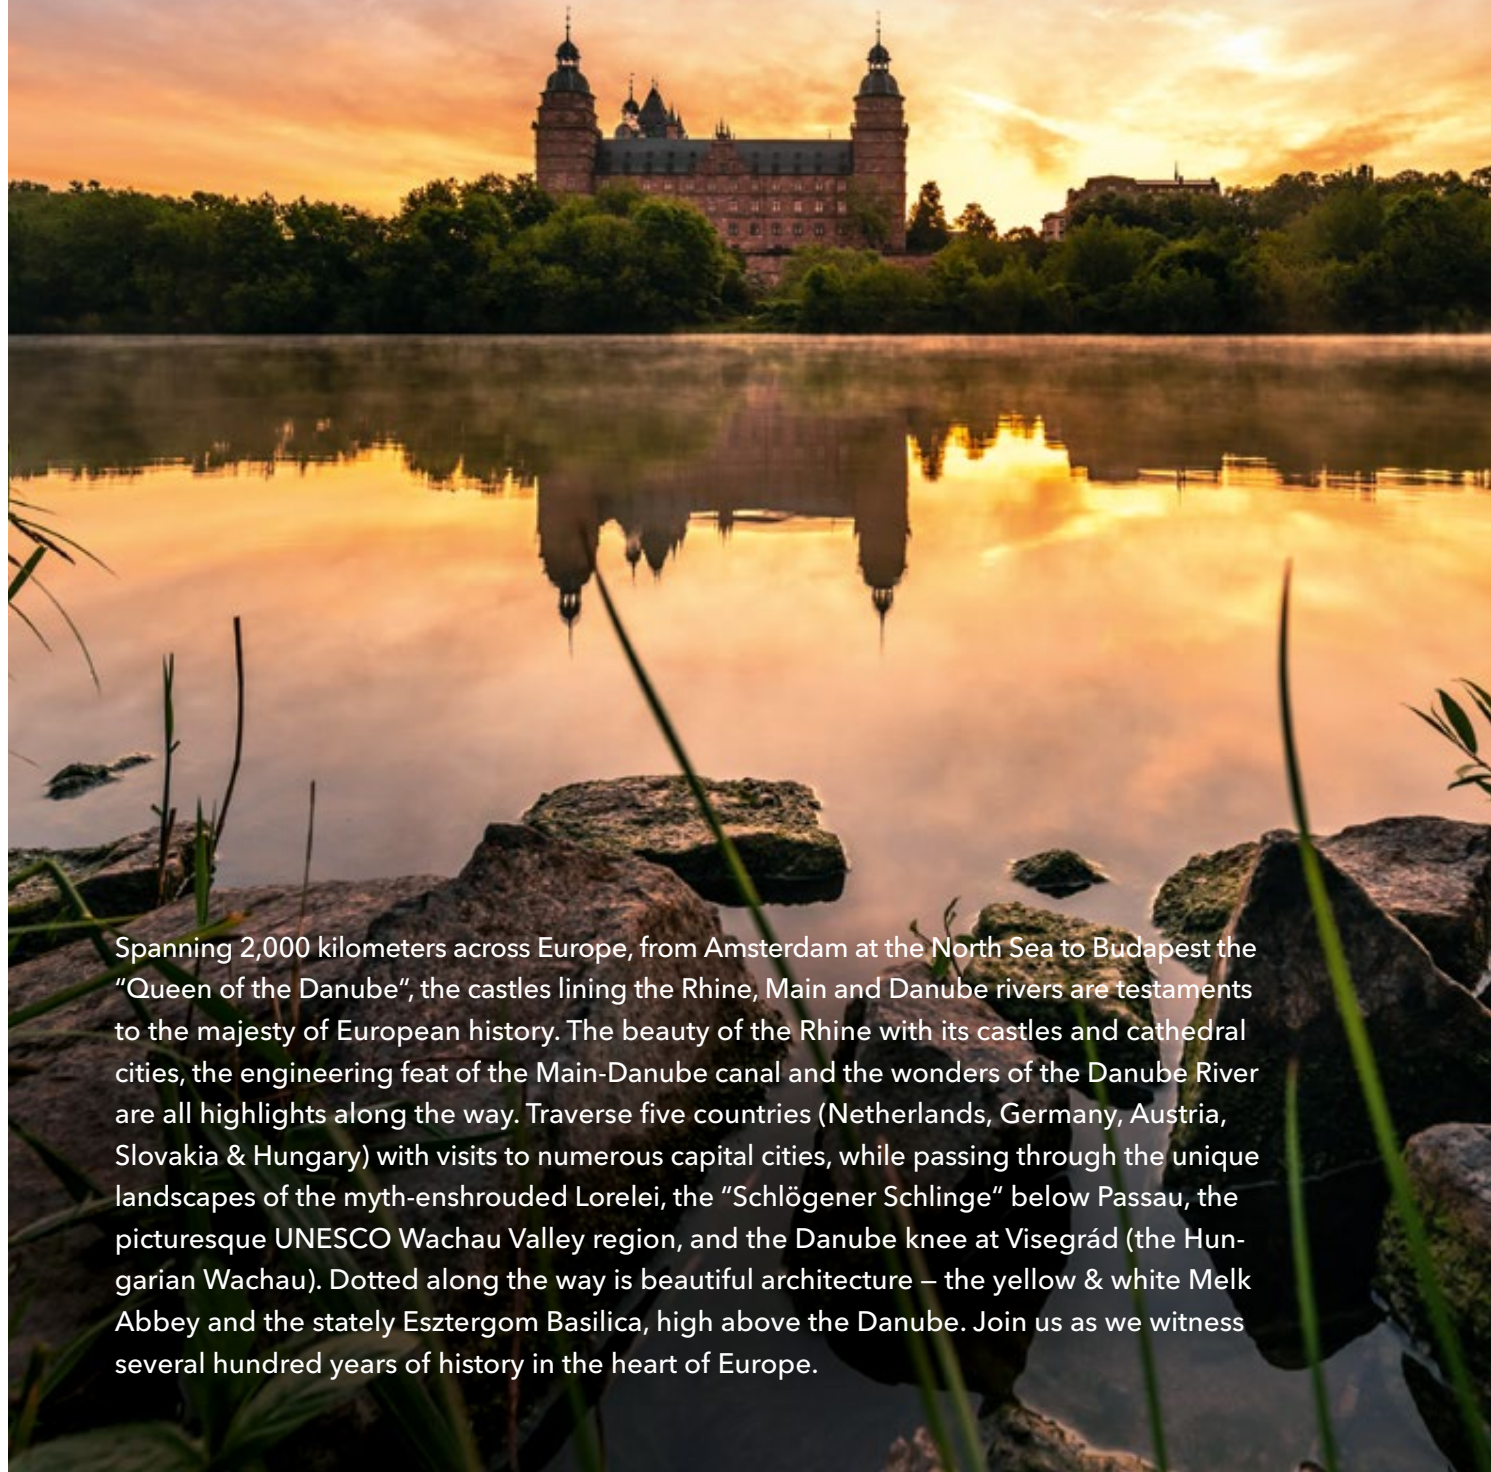 Spanning 2,000 kilometers across Europe, from Amsterdam at the North Sea to Budapest the
“Queen of the Danube“, the castles lining the Rhine, Main and Danube rivers are testaments
to the majesty of European history. The beauty of the Rhine with its castles and cathedral
cities, the engineering feat of the Main-Danube canal and the wonders of the Danube River
are all highlights along the way. Traverse five countries (Netherlands, Germany, Austria,
Slovakia & Hungary) with visits to numerous capital cities, while passing through the unique
landscapes of the myth-enshrouded Lorelei, the “Schlögener Schlinge“ below Passau, the
picturesque UNESCO Wachau Valley region, and the Danube knee at Visegrád (the Hun-
garian Wachau). Dotted along the way is beautiful architecture – the yellow & white Melk
Abbey and the stately Esztergom Basilica, high above the Danube. Join us as we witness
several hundred years of history in the heart of Europe.